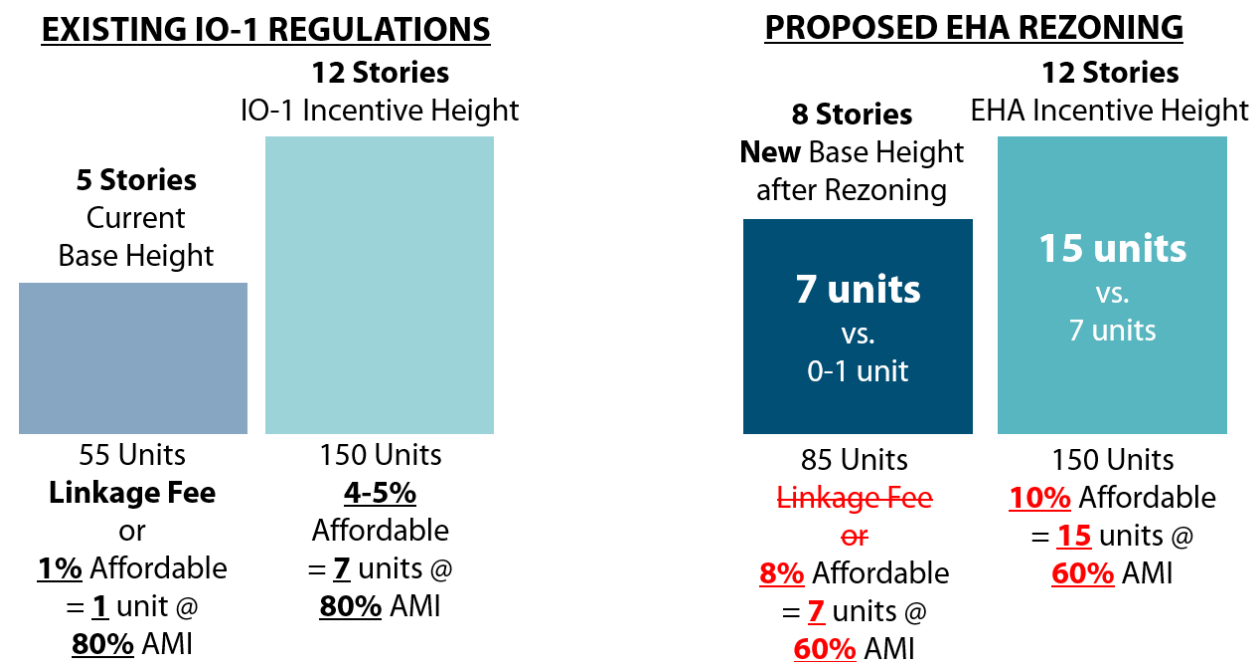 EXISTING IO-1 REGULATIONS
12 Stories
IO-1 Incentive Height
5 Stories
Current
Base Height
55 Units
Linkage Fee
or
1% Affordable
= 1 unit @
80% AMI
150 Units
4-5%
Affordable
= 7 units @
80% AMI
PROPOSED EHA REZONING
8 Stories
New Base Height
after Rezoning
7 units
vs.
0-1 unit
85 Units
Linkage Fee
or
8% Affordable
= 7 units @
60% AMI
12 Stories
EHA Incentive Height
15 units
vs.
7 units
150 Units
10% Affordable
= 15 units @
60% AMI